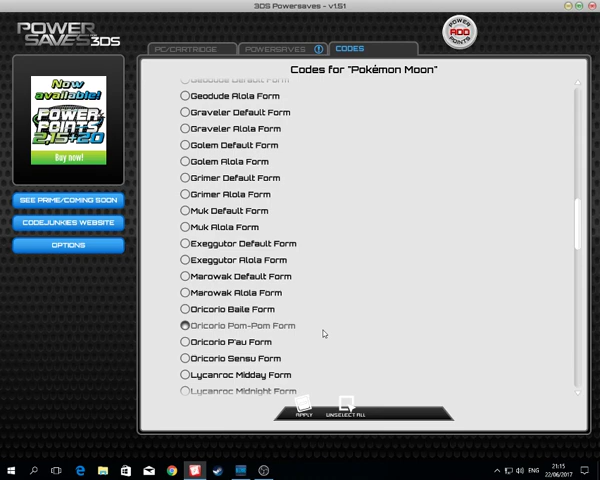 3DS Powersaves - v1.51
POWER
SAVES 3DS
PC/CARTRIDGE
POWERSAVES
CODES
POWER
ADD
POINTS
Now
available!
POWER
POINTS
Buy now!
SEE PRIME/COMING SOON
CODEJUNKIES WEBSITE
OPTIONS
Codes for "Pokémon Moon"
Geodude Default Form
Geodude Alola Form
Graveler Default Form
Graveler Alola Form
Golem Default Form
Golem Alola Form
Grimer Default Form
Grimer Alola Form
Muk Default Form
Muk Alola Form
Exeggutor Default Form
Exeggutor Alola Form
Marowak Default Form
Marowak Alola Form
Oricorio Baile Form
Oricorio Pom-Pom Form
Oricorio P'au Form
Oricorio Sensu Form
Lycanroc Midday Form
Lycanroc Midnight Form
APPLY
UNSELECT ALL
ENG
21:15
22/06/2017